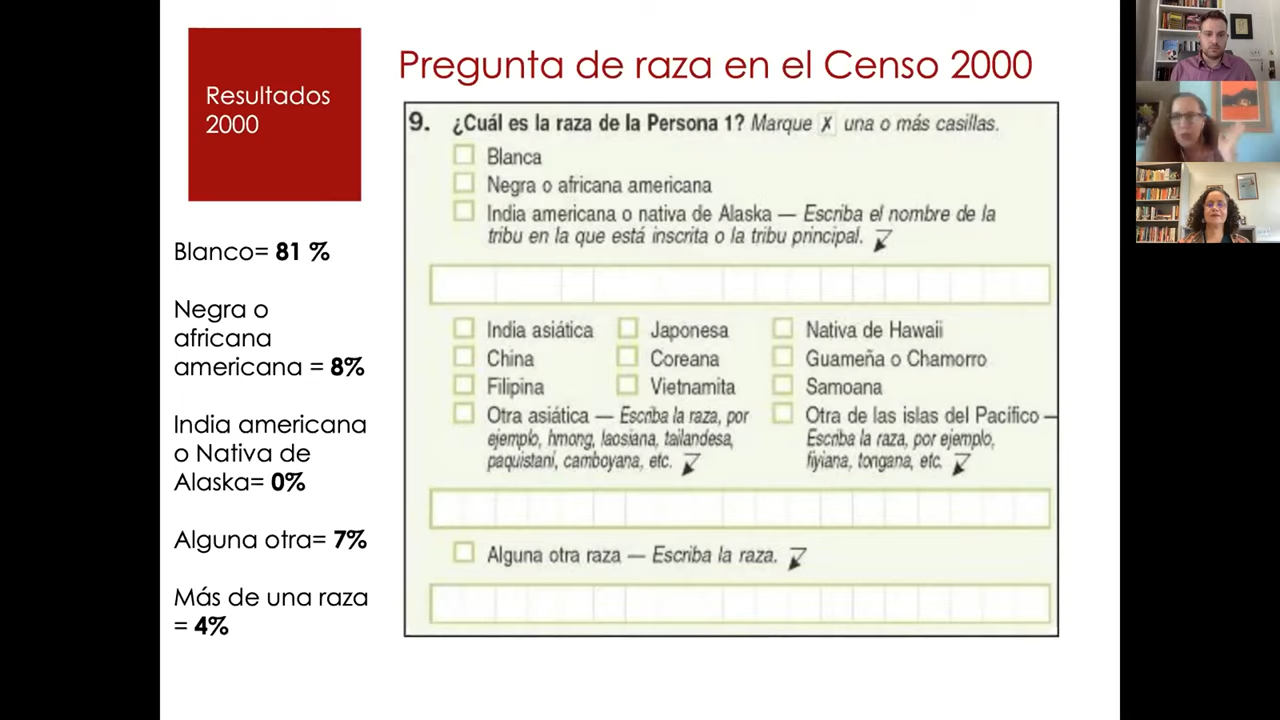 Resultados
2000
Pregunta de raza en el Censo 2000
Blanco= 81 %
Negra o
africana
americana = 8%
India americana
o Nativa de
Alaska= 0%
Alguna otra= 7%
Más de una raza
= 4%
9. ¿Cuál es la raza de la Persona 1? Marque X una o más casillas.
Blanca
Negra o africana americana
India americana o nativa de Alaska — Escriba el nombre de la
tribu en la que está inscrita o la tribu principal.
India asiática Japonesa Nativa de Hawaii
China Coreana Guameña o Chamorro
Filipina Vietnamita Samoana
Otra asiática — Escriba la raza, por
ejemplo, hmong, laosiana, tailandesa,
paquistaní, camboyana, etc.
Otra de las islas del Pacífico —
Escriba la raza, por ejemplo,
fiyiana, tongana, etc.
Alguna otra raza — Escriba la raza.